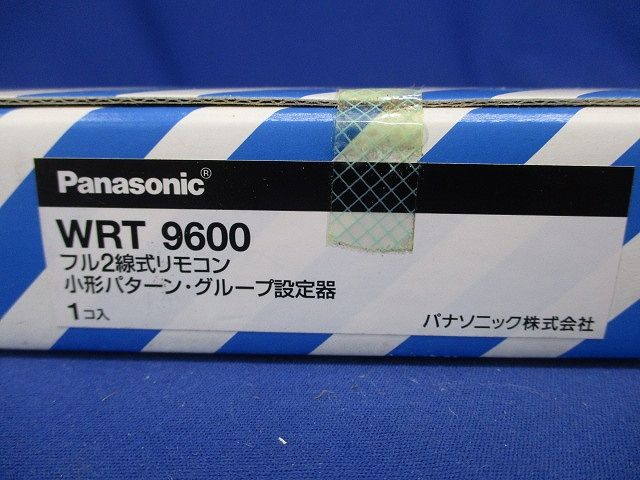 Panasonic®
WRT 9600
フル2線式リモコン
小形パターン・グループ設定器
1コ入
パナソニック株式会社